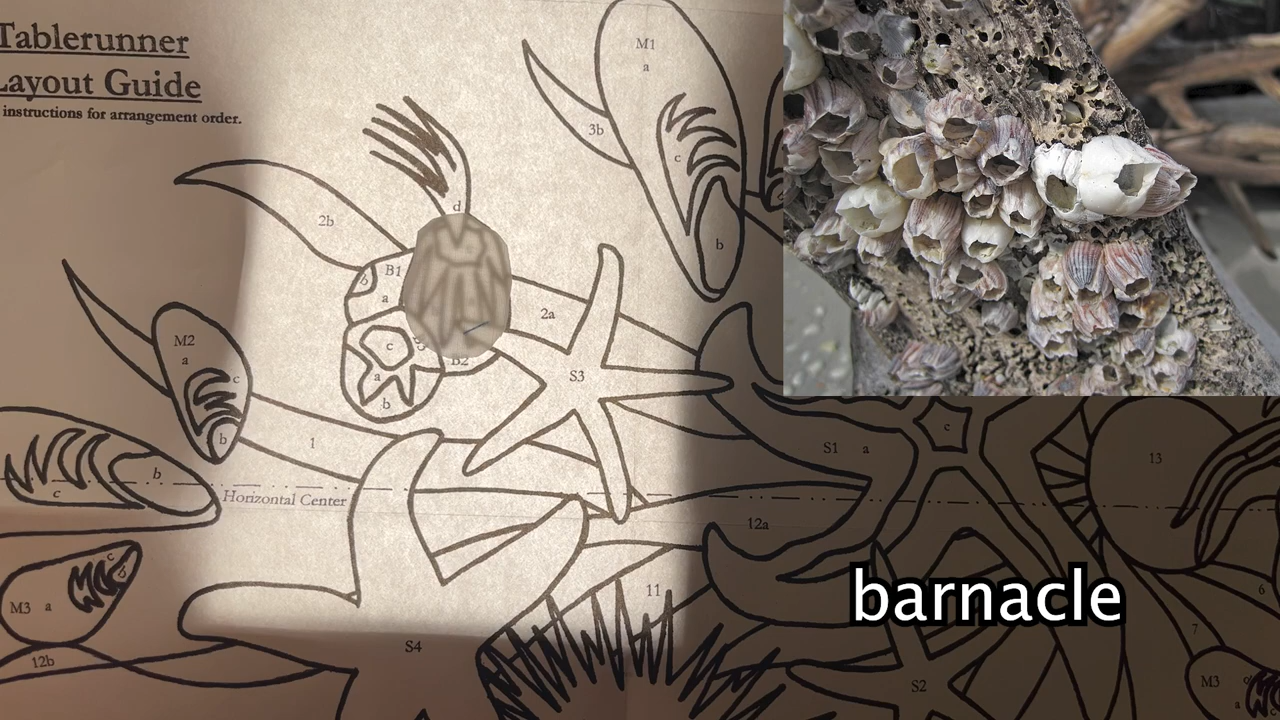 Tablerunner
Layout Guide
instructions for arrangement order.
M1
a
3b
c
b
d
2b
B1
b
a
2a
c
a
b
B2
S3
M2
a
c
b
1
b
c
Horizontal Center
S1 a
c
13
12a
11
M3 a
c
b
12b
S4
S2
6
7
M3
a
c
barnacle